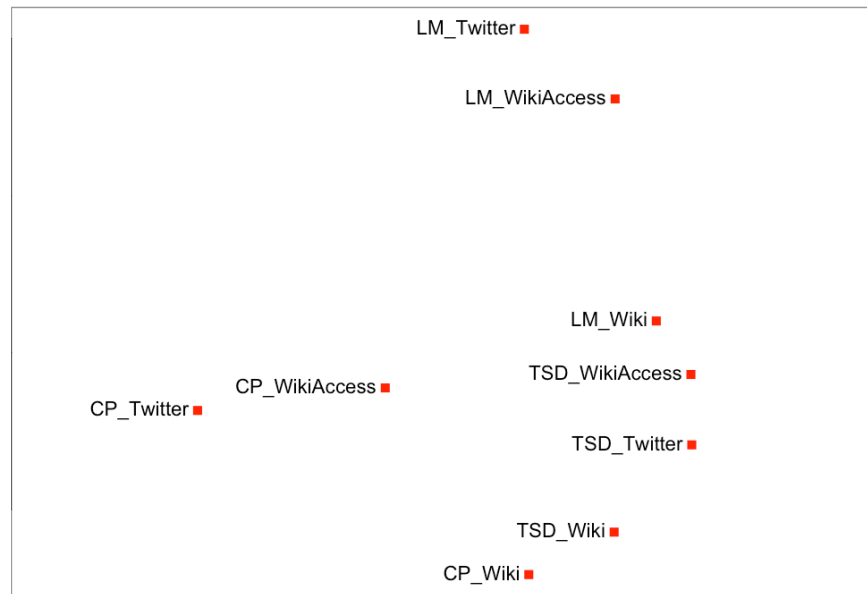 LM_Twitter
LM_WikiAccess
LM_Wiki
TSD_WikiAccess
CP_WikiAccess
CP_Twitter
TSD_Twitter
TSD_Wiki
CP_Wiki